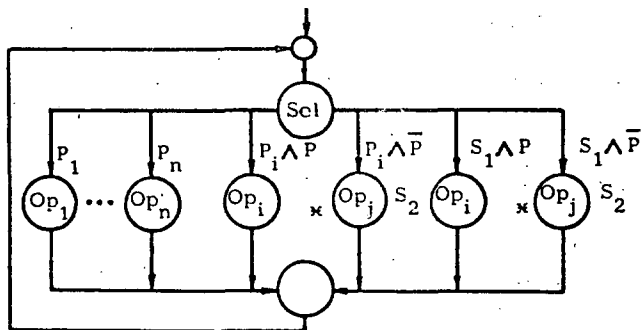 Sel
P₁ Pₙ Pᵢ ∧ P Pᵢ ∧ P̅ S₁ ∧ P S₁ ∧ P̅
Op₁ ••• Opₙ Opᵢ ж Opⱼ S₂ Opᵢ ж Opⱼ S₂